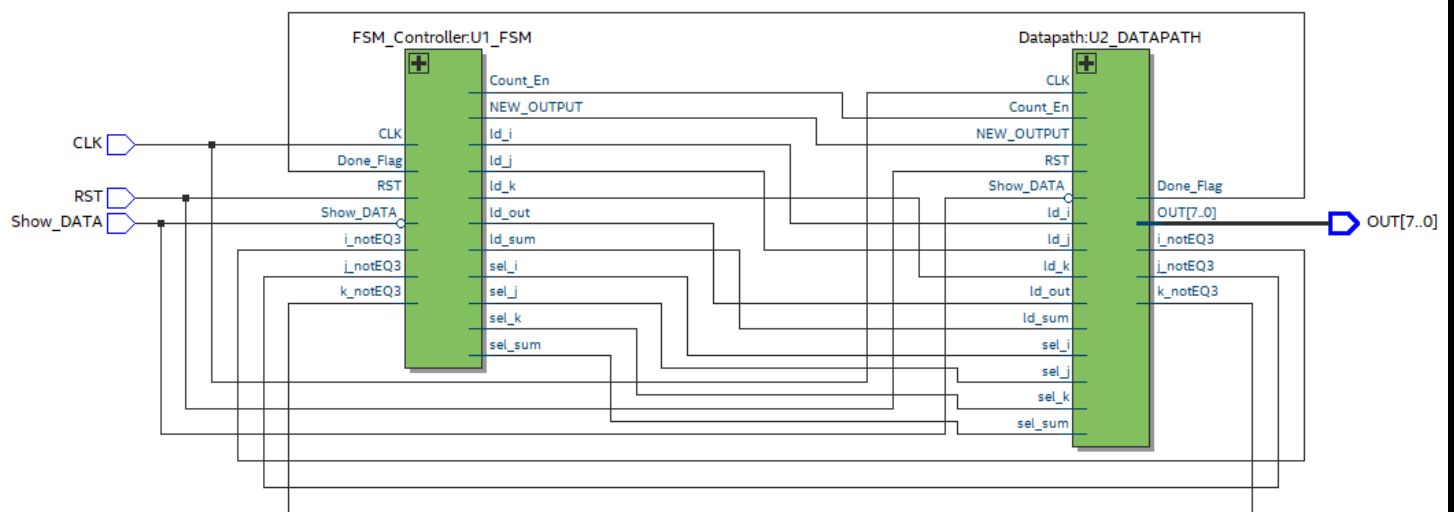 FSM_Controller:U1_FSM
Datapath:U2_DATAPATH
CLK
RST
Show_DATA
CLK
Done_Flag
RST
Show_DATA
i_notEQ3
j_notEQ3
k_notEQ3
Count_En
NEW_OUTPUT
ld_i
ld_j
ld_k
ld_out
ld_sum
sel_i
sel_j
sel_k
sel_sum
CLK
Count_En
NEW_OUTPUT
RST
Show_DATA
ld_i
ld_j
ld_k
ld_out
ld_sum
sel_i
sel_j
sel_k
sel_sum
Done_Flag
OUT[7..0]
i_notEQ3
j_notEQ3
k_notEQ3
OUT[7..0]